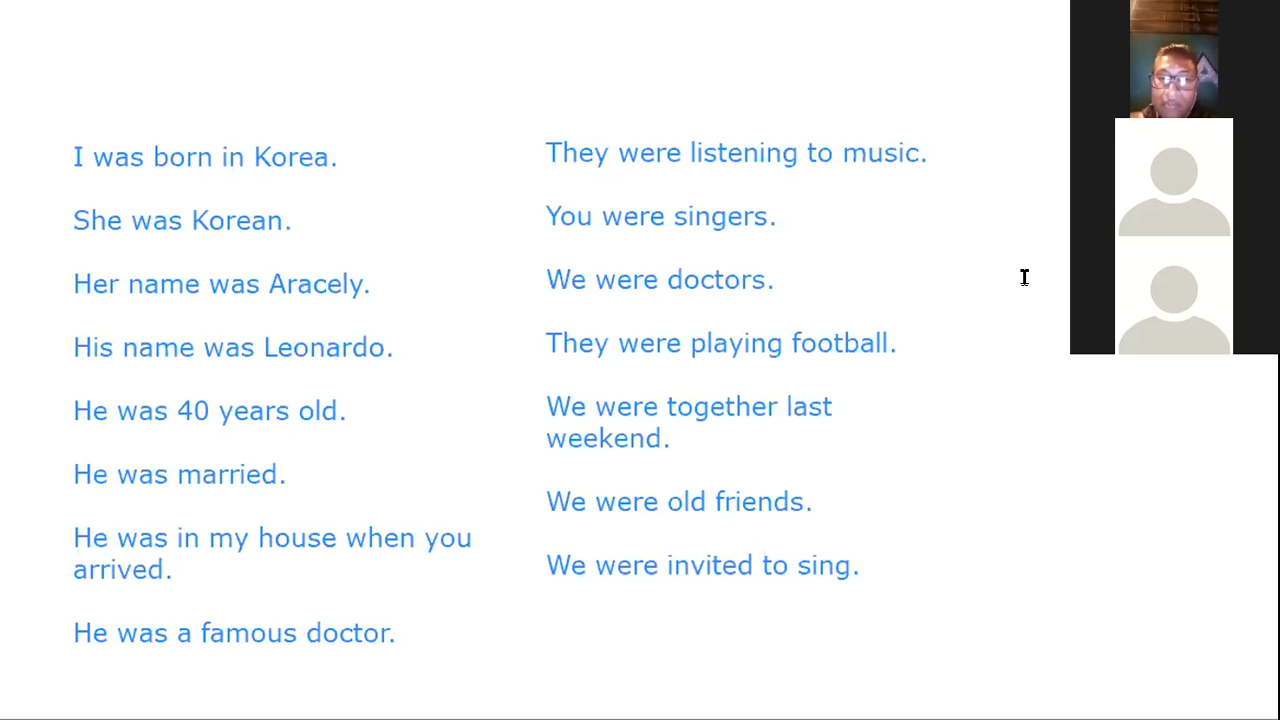 I was born in Korea.
She was Korean.
Her name was Aracely.
His name was Leonardo.
He was 40 years old.
He was married.
He was in my house when you
arrived.
He was a famous doctor.
They were listening to music.
You were singers.
We were doctors.
They were playing football.
We were together last
weekend.
We were old friends.
We were invited to sing.